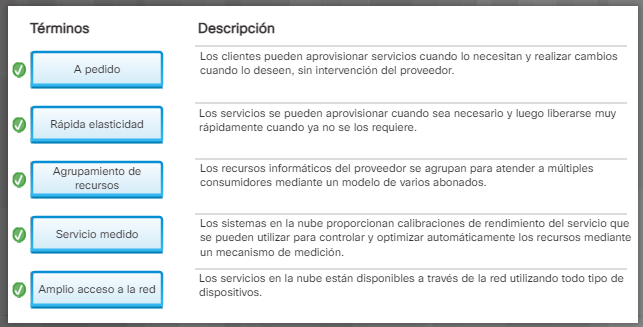 Términos
Descripción
A pedido
Los clientes pueden aprovisionar servicios cuando lo necesitan y realizar cambios
cuando lo deseen, sin intervención del proveedor.
Rápida elasticidad
Los servicios se pueden aprovisionar cuando sea necesario y luego liberarse muy
rápidamente cuando ya no se los requiere.
Agrupamiento de
recursos
Los recursos informáticos del proveedor se agrupan para atender a múltiples
consumidores mediante un modelo de varios abonados.
Servicio medido
Los sistemas en la nube proporcionan calibraciones de rendimiento del servicio que
se pueden utilizar para controlar y optimizar automáticamente los recursos mediante
un mecanismo de medición.
Amplio acceso a la red
Los servicios en la nube están disponibles a través de la red utilizando todo tipo de
dispositivos.